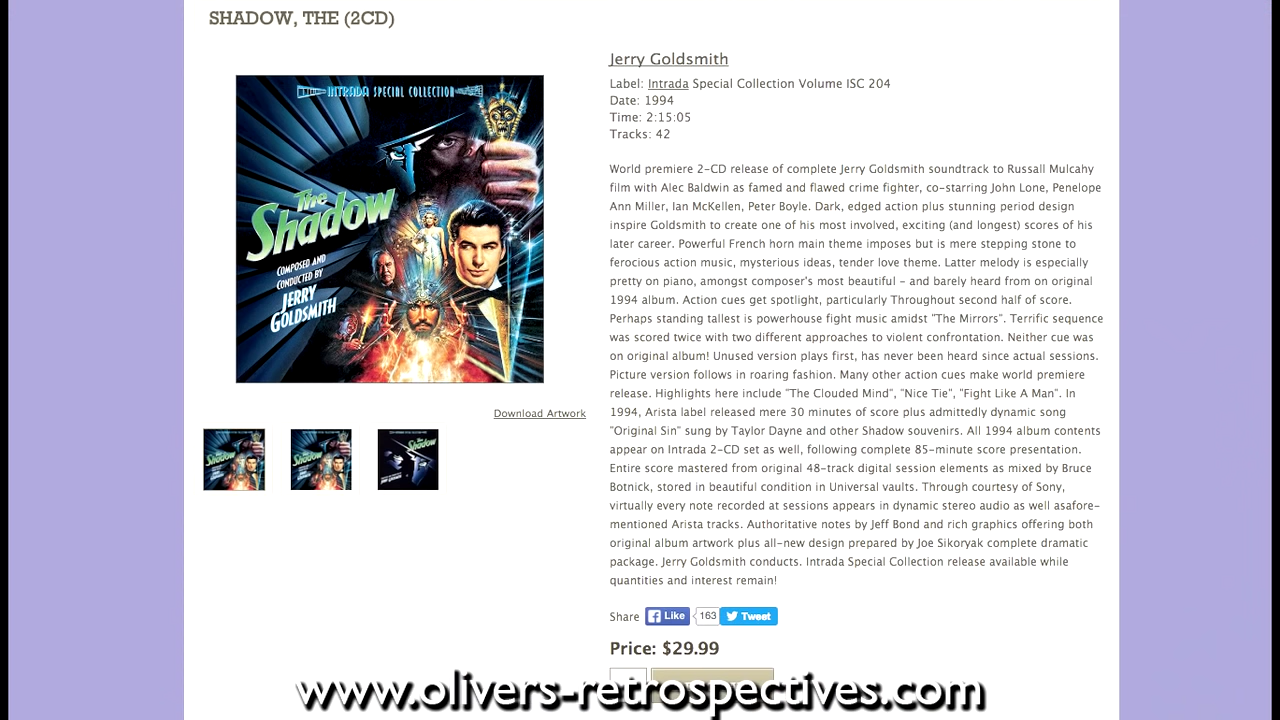 SHADOW, THE (2CD)
INTRADA SPECIAL COLLECTION
The
Shadow
COMPOSED AND
CONDUCTED BY
JERRY
GOLDSMITH
Download Artwork
Jerry Goldsmith
Label: Intrada Special Collection Volume ISC 204
Date: 1994
Time: 2:15:05
Tracks: 42
World premiere 2-CD release of complete Jerry Goldsmith soundtrack to Russall Mulcahy
film with Alec Baldwin as famed and flawed crime fighter, co-starring John Lone, Penelope
Ann Miller, Ian McKellen, Peter Boyle. Dark, edged action plus stunning period design
inspire Goldsmith to create one of his most involved, exciting (and longest) scores of his
later career. Powerful French horn main theme imposes but is mere stepping stone to
ferocious action music, mysterious ideas, tender love theme. Latter melody is especially
pretty on piano, amongst composer's most beautiful - and barely heard from on original
1994 album. Action cues get spotlight, particularly Throughout second half of score.
Perhaps standing tallest is powerhouse fight music amidst "The Mirrors". Terrific sequence
was scored twice with two different approaches to violent confrontation. Neither cue was
on original album! Unused version plays first, has never been heard since actual sessions.
Picture version follows in roaring fashion. Many other action cues make world premiere
release. Highlights here include "The Clouded Mind", "Nice Tie", "Fight Like A Man". In
1994, Arista label released mere 30 minutes of score plus admittedly dynamic song
"Original Sin" sung by Taylor Dayne and other Shadow souvenirs. All 1994 album contents
appear on Intrada 2-CD set as well, following complete 85-minute score presentation.
Entire score mastered from original 48-track digital session elements as mixed by Bruce
Botnick, stored in beautiful condition in Universal vaults. Through courtesy of Sony,
virtually every note recorded at sessions appears in dynamic stereo audio as well asafore-
mentioned Arista tracks. Authoritative notes by Jeff Bond and rich graphics offering both
original album artwork plus all-new design prepared by Joe Sikoryak complete dramatic
package. Jerry Goldsmith conducts. Intrada Special Collection release available while
quantities and interest remain!
Share Like 163 Tweet
Price: $29.99
www.olivers-retrospectives.com